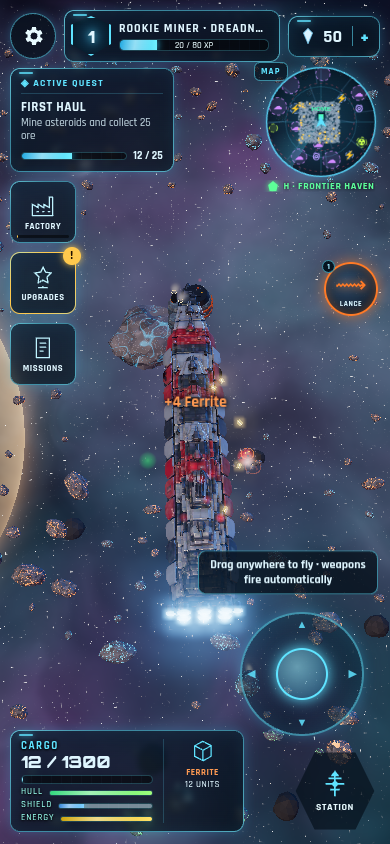 1
ROOKIE MINER · DREADN...
20 / 80 XP
50
+
ACTIVE QUEST
FIRST HAUL
Mine asteroids and collect 25
ore
12 / 25
MAP
H · FRONTIER HAVEN
FACTORY
!
UPGRADES
MISSIONS
1
LANCE
+4 Ferrite
Drag anywhere to fly · weapons
fire automatically
CARGO
12 / 1300
HULL
SHIELD
ENERGY
FERRITE
12 UNITS
STATION